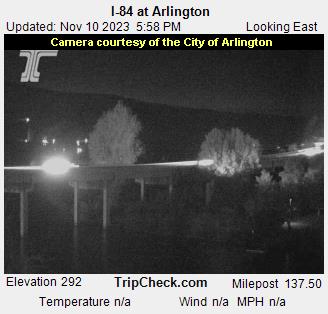 I-84 at Arlington
Updated: Nov 10 2023 5:58 PM Looking East
Camera courtesy of the City of Arlington
Elevation 292 TripCheck.com Milepost 137.50
Temperature n/a Wind n/a MPH n/a